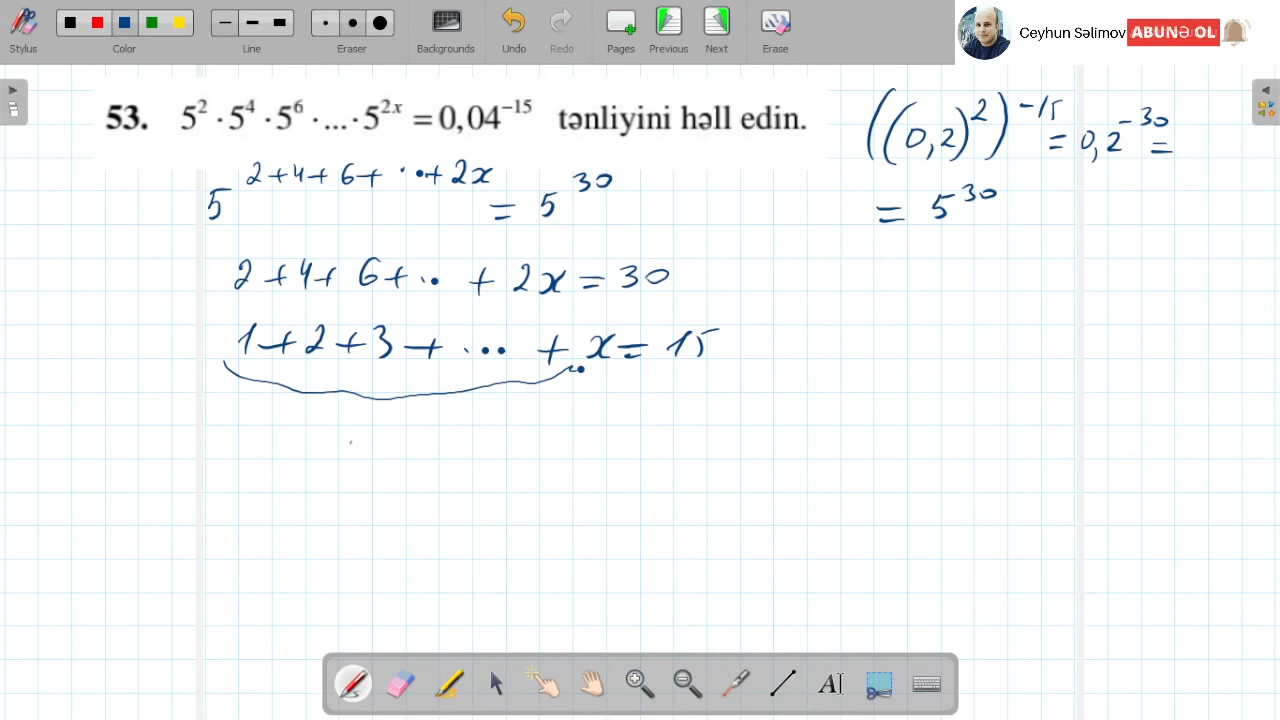 Stylus
Color
Line
Eraser
Backgrounds
Undo
Redo
Pages
Previous
Next
Erase
Ceyhun Səlimov ABUNƏ OL
53. 5² · 5⁴ · 5⁶ · ... · 5²ˣ = 0,04⁻¹⁵ tənliyini həll edin.
5^(2+4+6+...+2x) = 5³⁰
2+4+6+... + 2x = 30
1+2+3+ ... + x = 15
((0,2)²)⁻¹⁵ = 0,2⁻³⁰ =
= 5³⁰